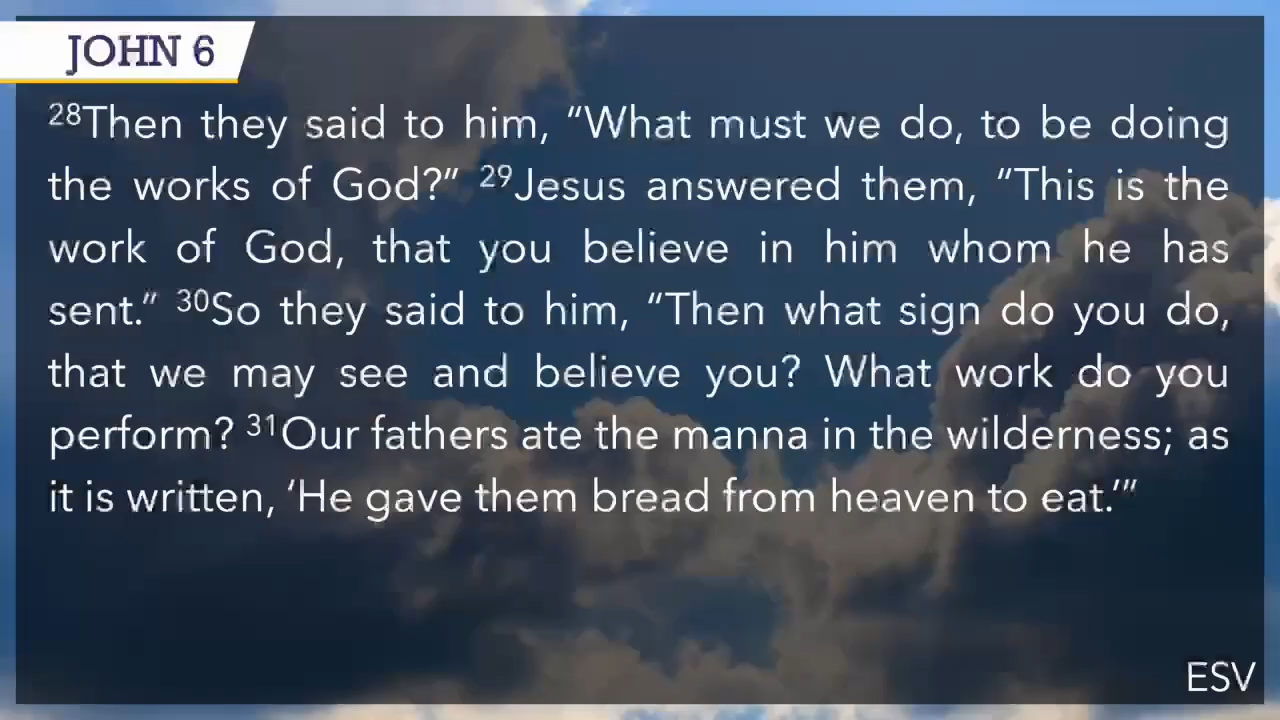 JOHN 6
28Then they said to him, “What must we do, to be doing
the works of God?” 29Jesus answered them, “This is the
work of God, that you believe in him whom he has
sent.” 30So they said to him, “Then what sign do you do,
that we may see and believe you? What work do you
perform? 31Our fathers ate the manna in the wilderness; as
it is written, ‘He gave them bread from heaven to eat.’”
ESV